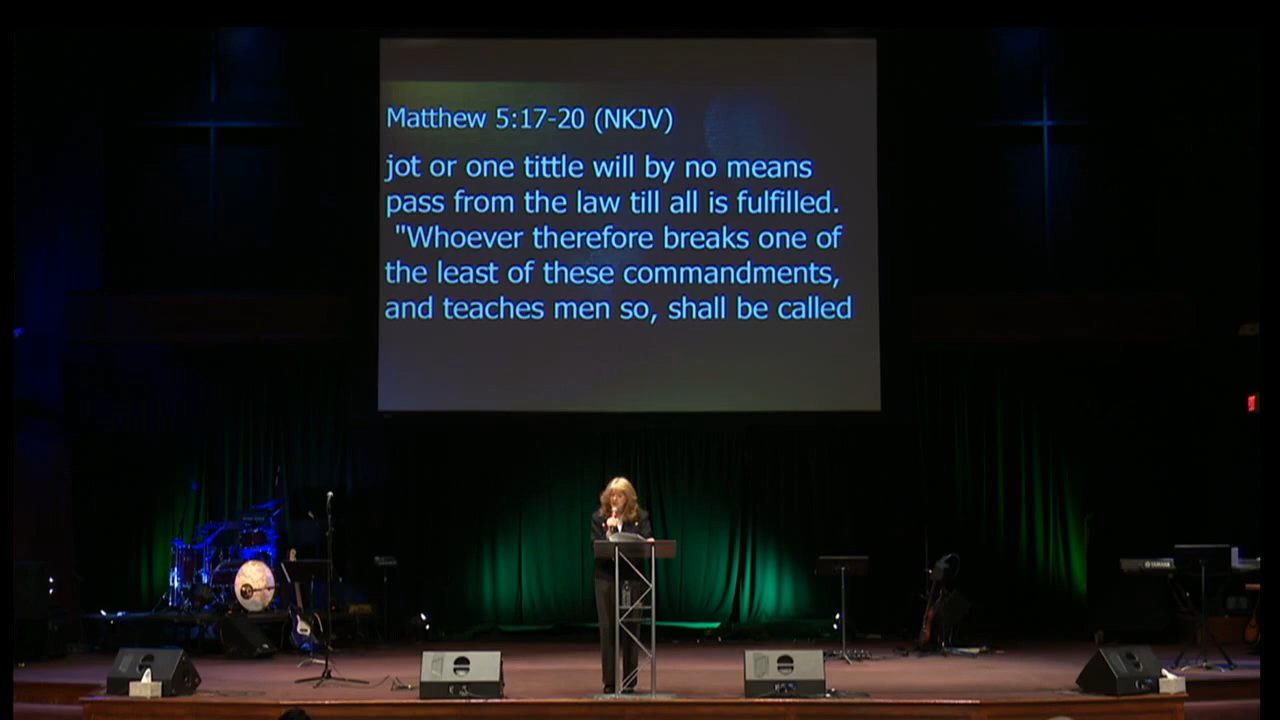 Matthew 5:17-20 (NKJV)
jot or one tittle will by no means
pass from the law till all is fulfilled.
"Whoever therefore breaks one of
the least of these commandments,
and teaches men so, shall be called
YAMAHA